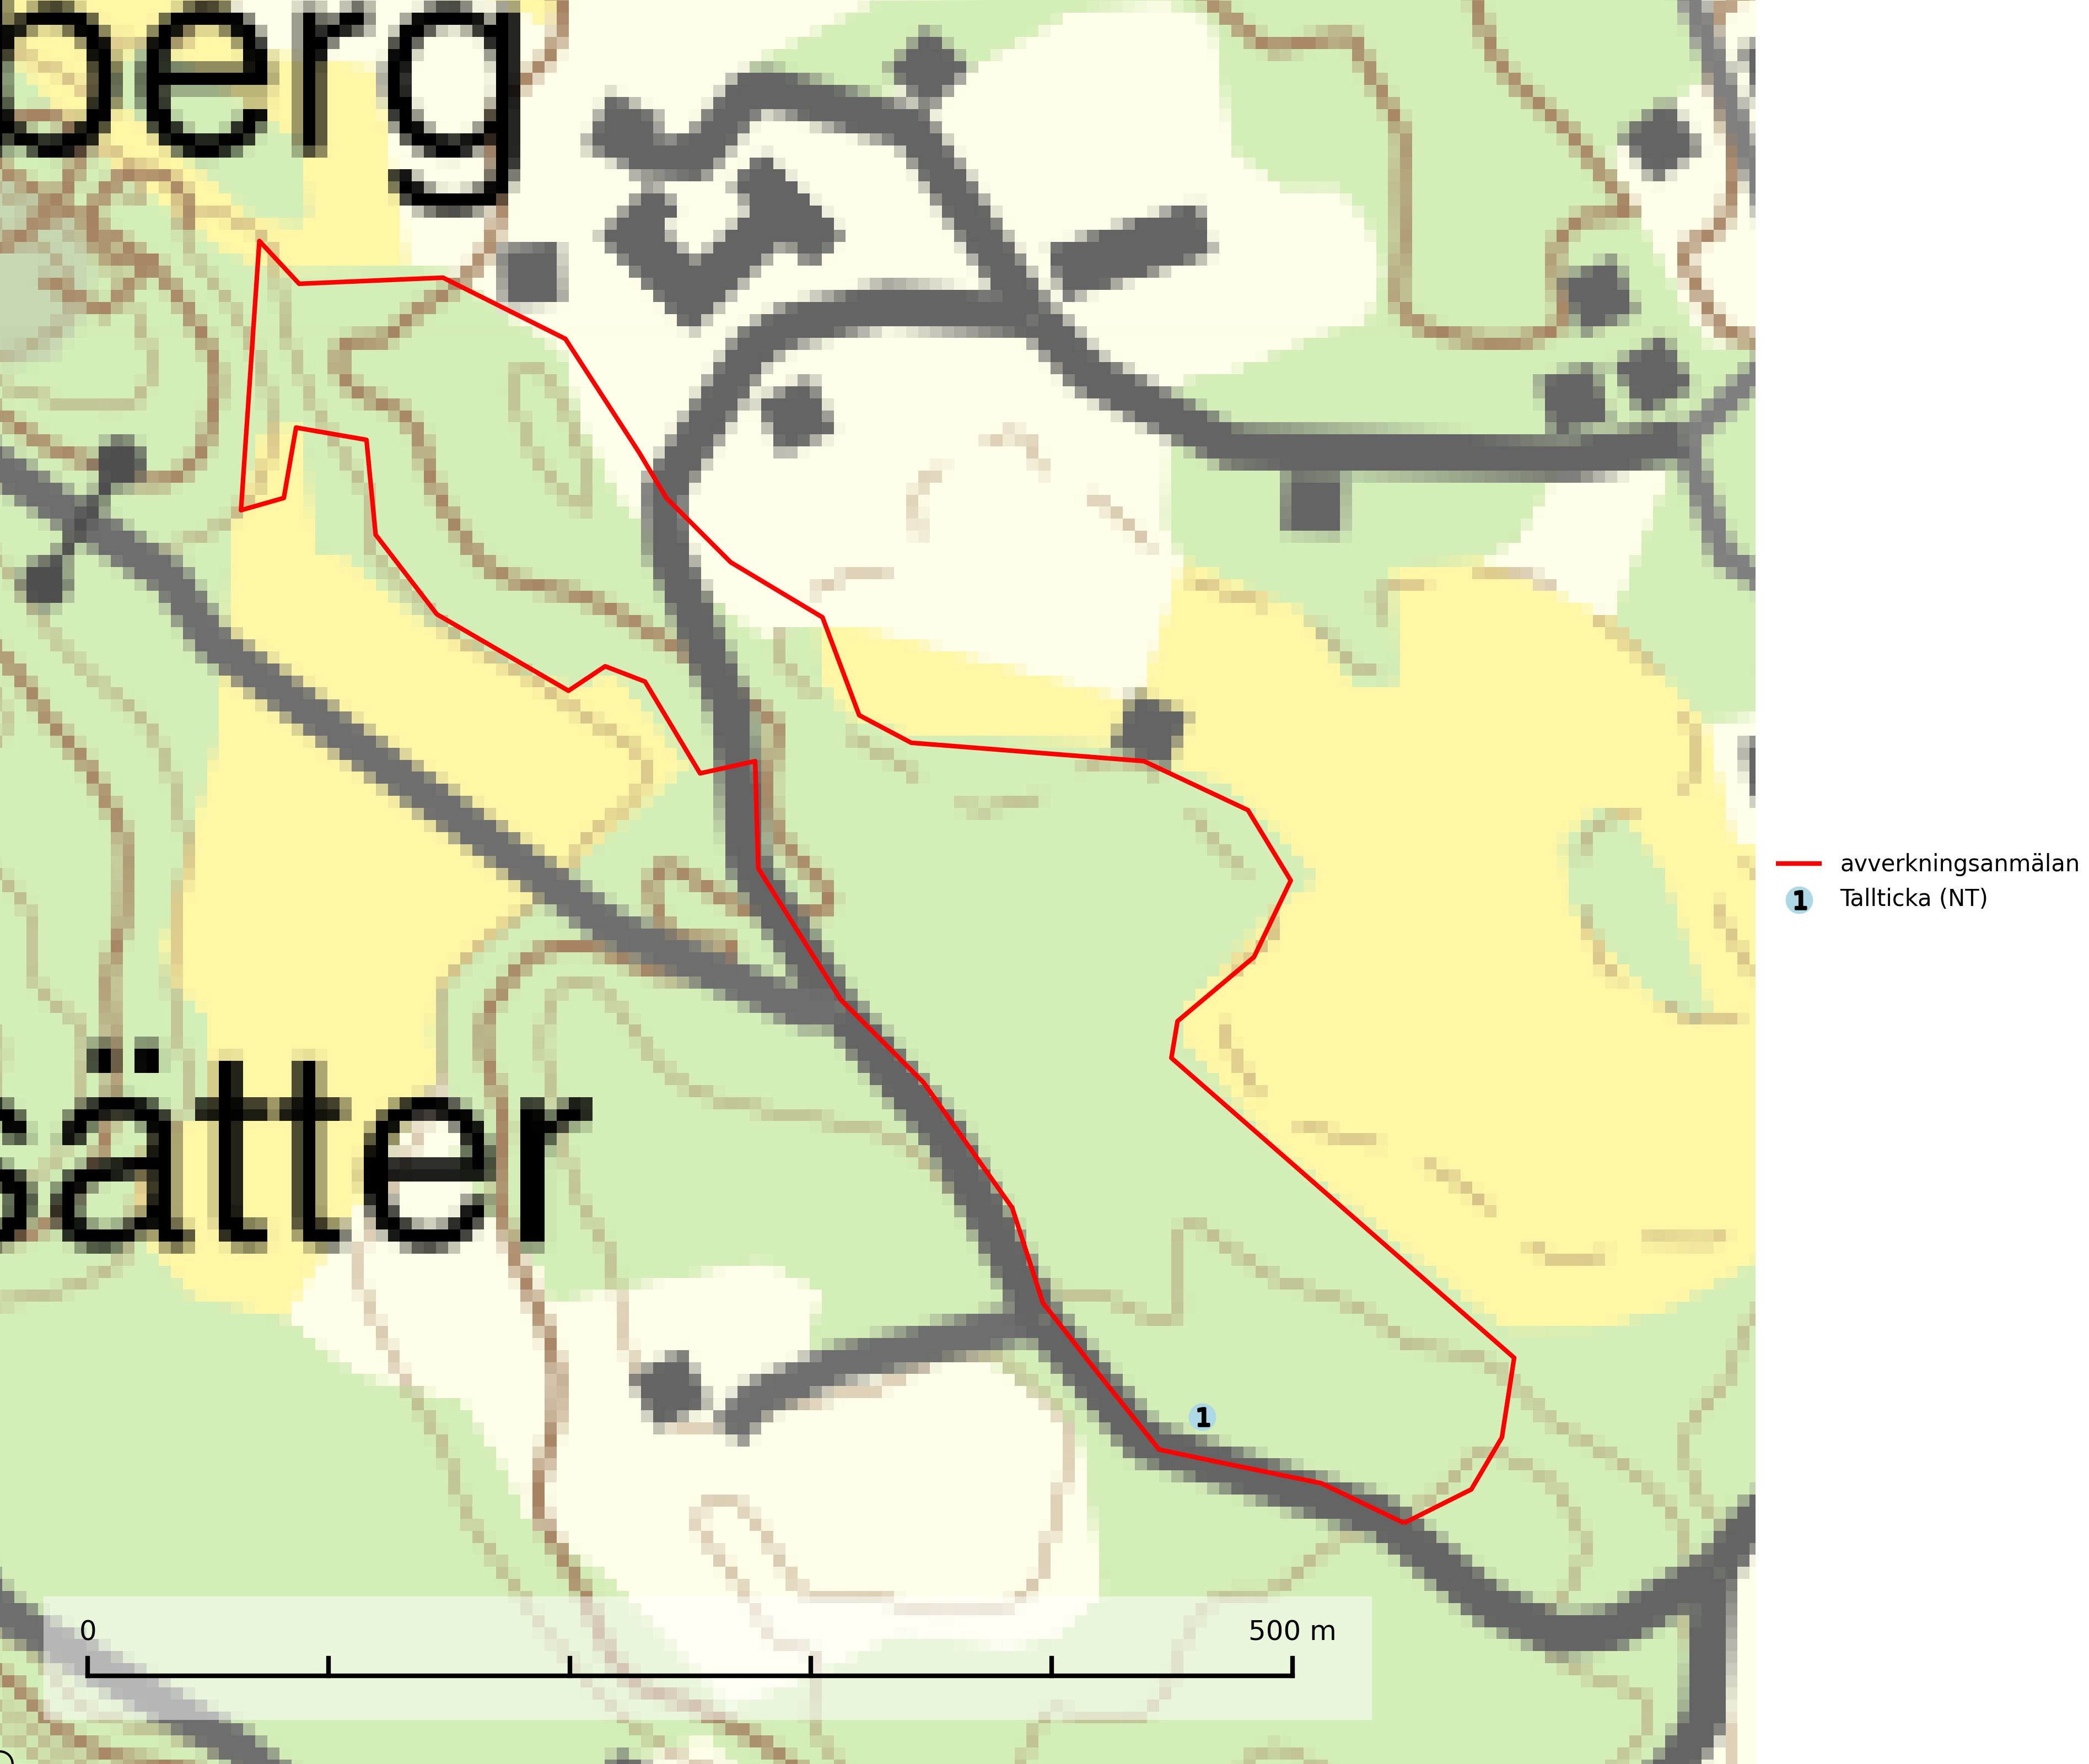 berg
sätter
1
0
500 m
avverkningsanmälan
1 Tallticka (NT)